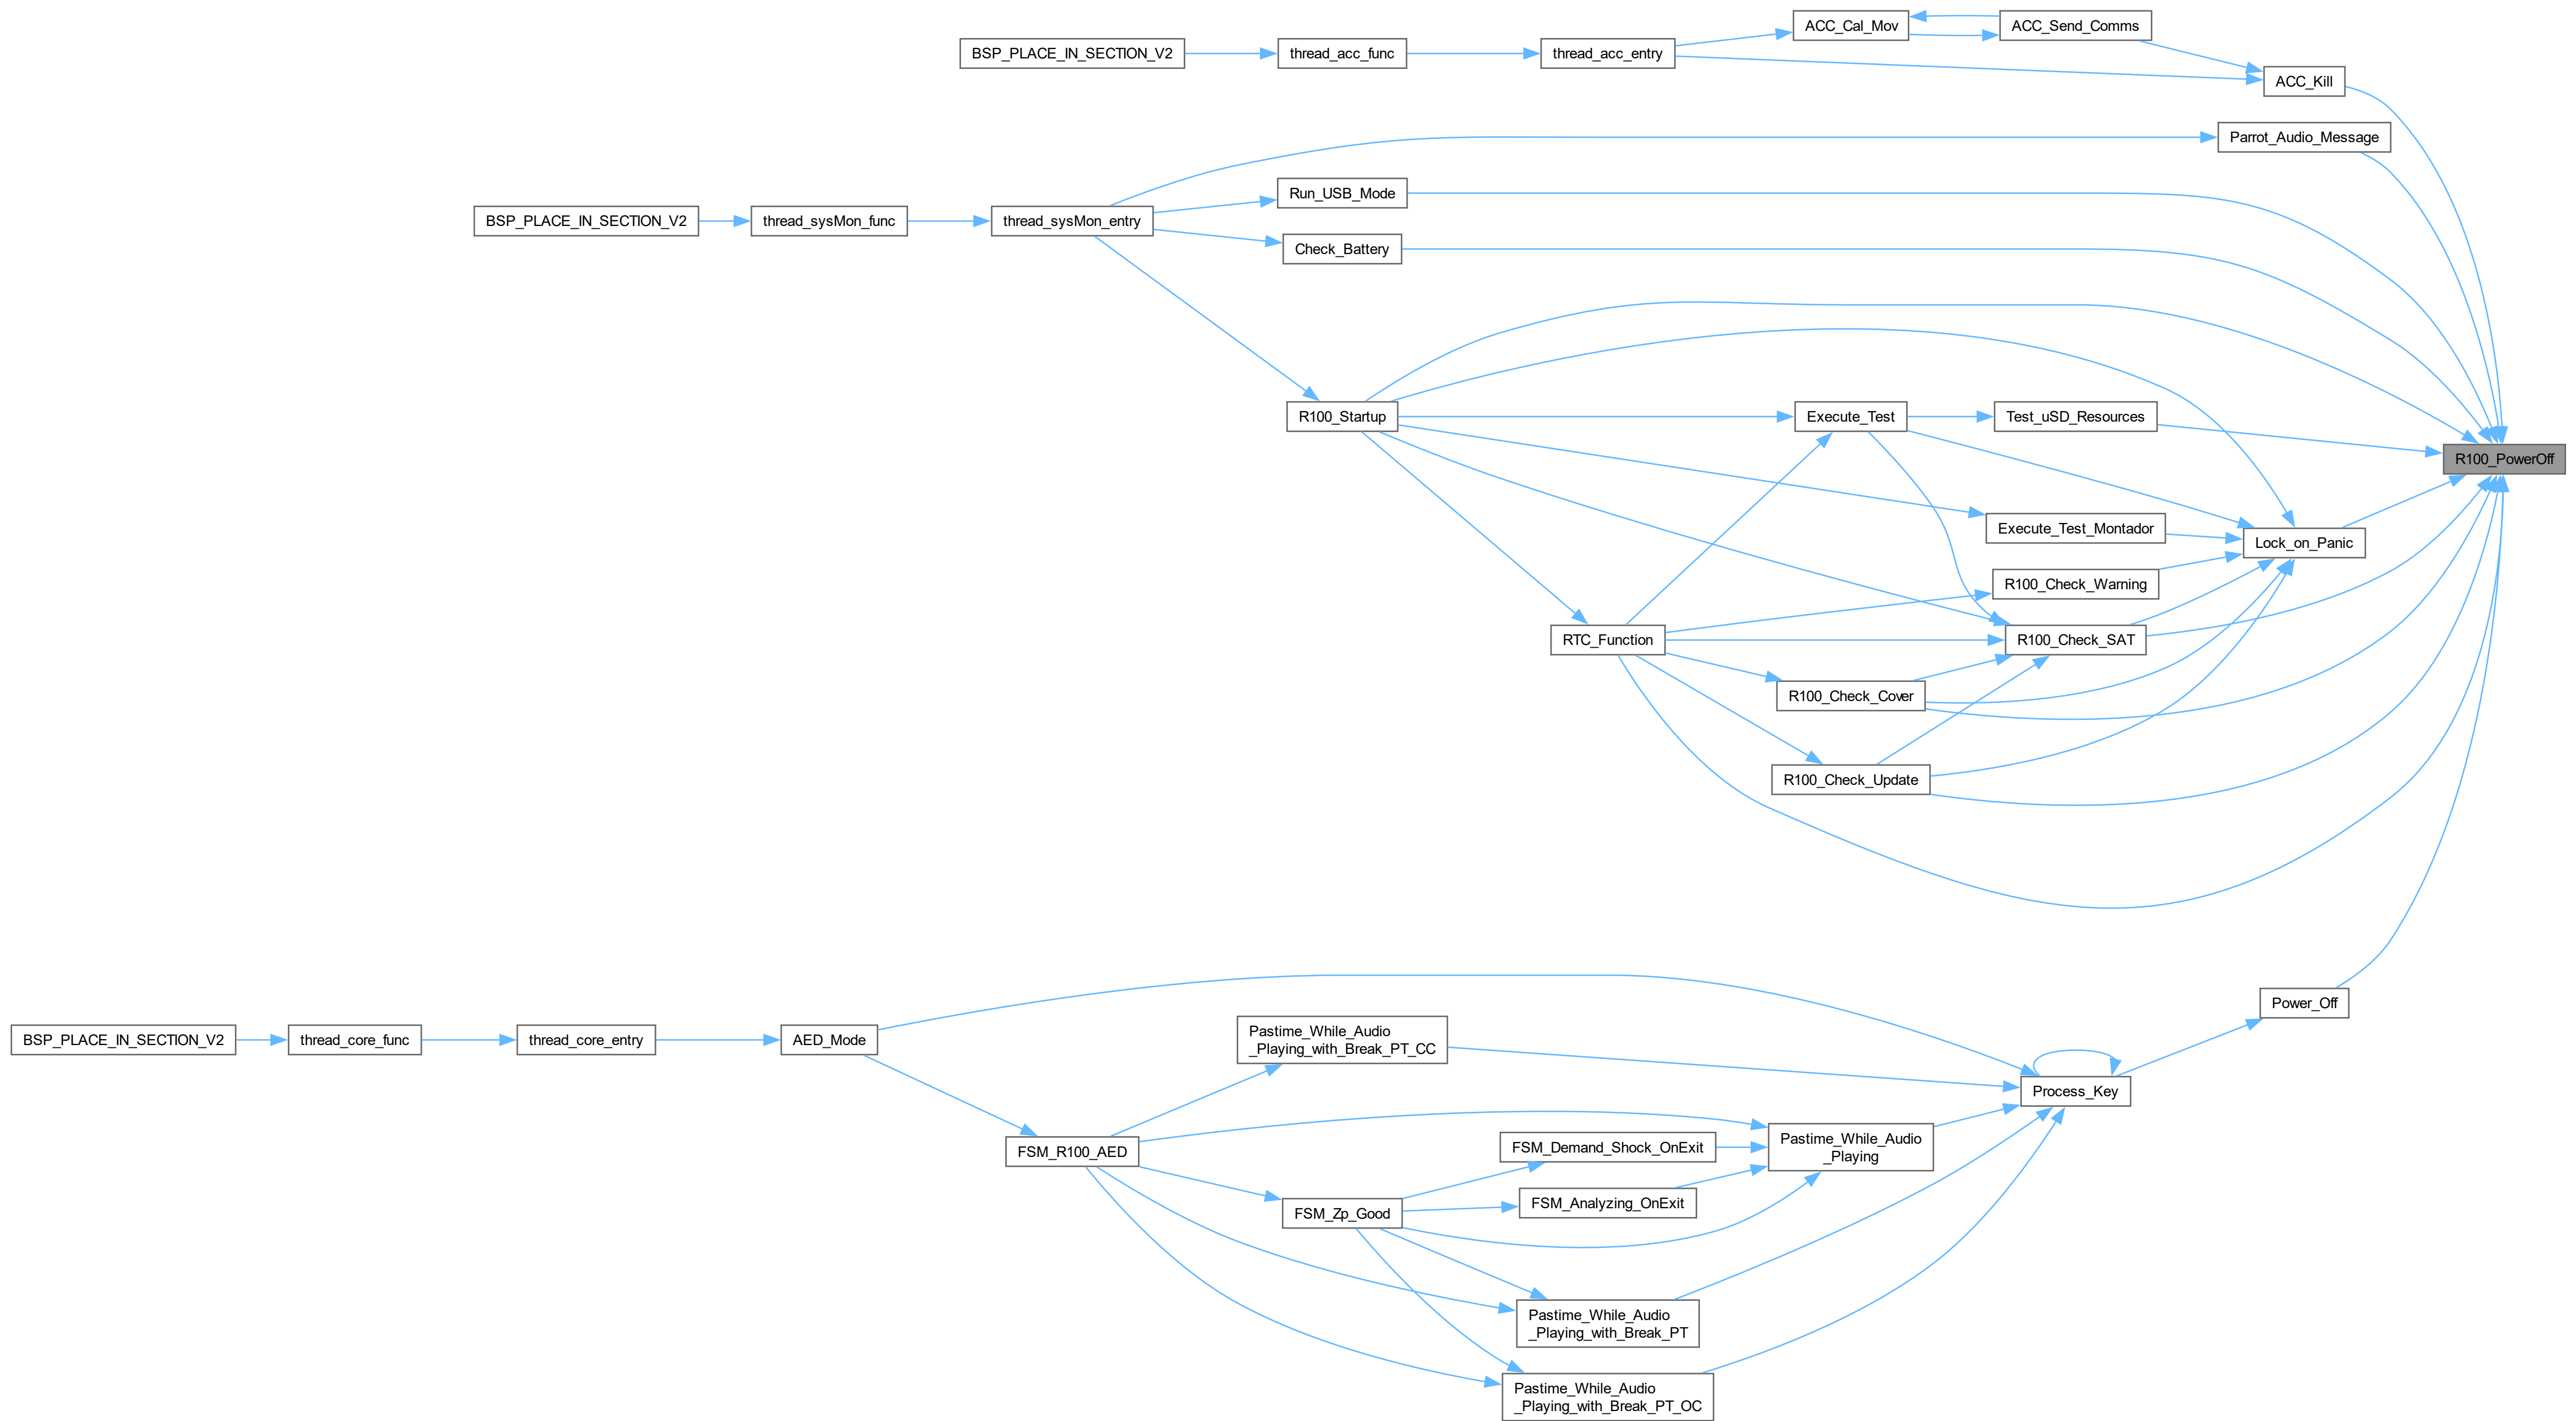 ACC_Cal_Mov
ACC_Send_Comms
BSP_PLACE_IN_SECTION_V2
thread_acc_func
thread_acc_entry
ACC_Kill
Parrot_Audio_Message
Run_USB_Mode
BSP_PLACE_IN_SECTION_V2
thread_sysMon_func
thread_sysMon_entry
Check_Battery
R100_Startup
Execute_Test
Test_uSD_Resources
R100_PowerOff
Execute_Test_Montador
Lock_on_Panic
R100_Check_Warning
RTC_Function
R100_Check_SAT
R100_Check_Cover
R100_Check_Update
Power_Off
BSP_PLACE_IN_SECTION_V2
thread_core_func
thread_core_entry
AED_Mode
Pastime_While_Audio
_Playing_with_Break_PT_CC
Process_Key
FSM_R100_AED
FSM_Demand_Shock_OnExit
Pastime_While_Audio
_Playing
FSM_Zp_Good
FSM_Analyzing_OnExit
Pastime_While_Audio
_Playing_with_Break_PT
Pastime_While_Audio
_Playing_with_Break_PT_OC